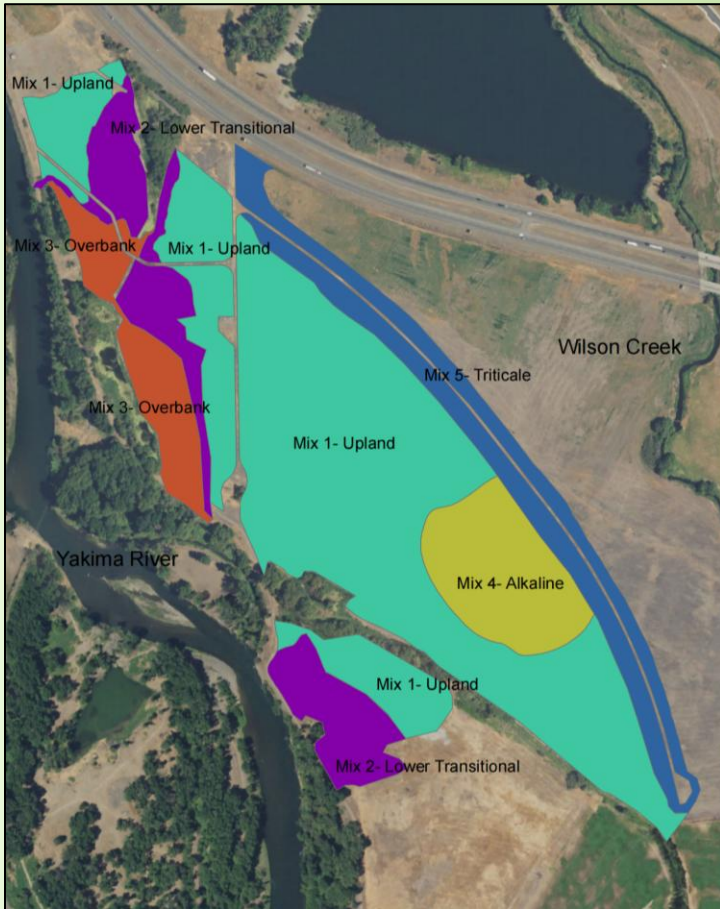 Mix 1- Upland
Mix 2- Lower Transitional
Mix 3- Overbank
Mix 1- Upland
Wilson Creek
Mix 5- Triticale
Mix 3- Overbank
Mix 1- Upland
Yakima River
Mix 4- Alkaline
Mix 1- Upland
Mix 2- Lower Transitional